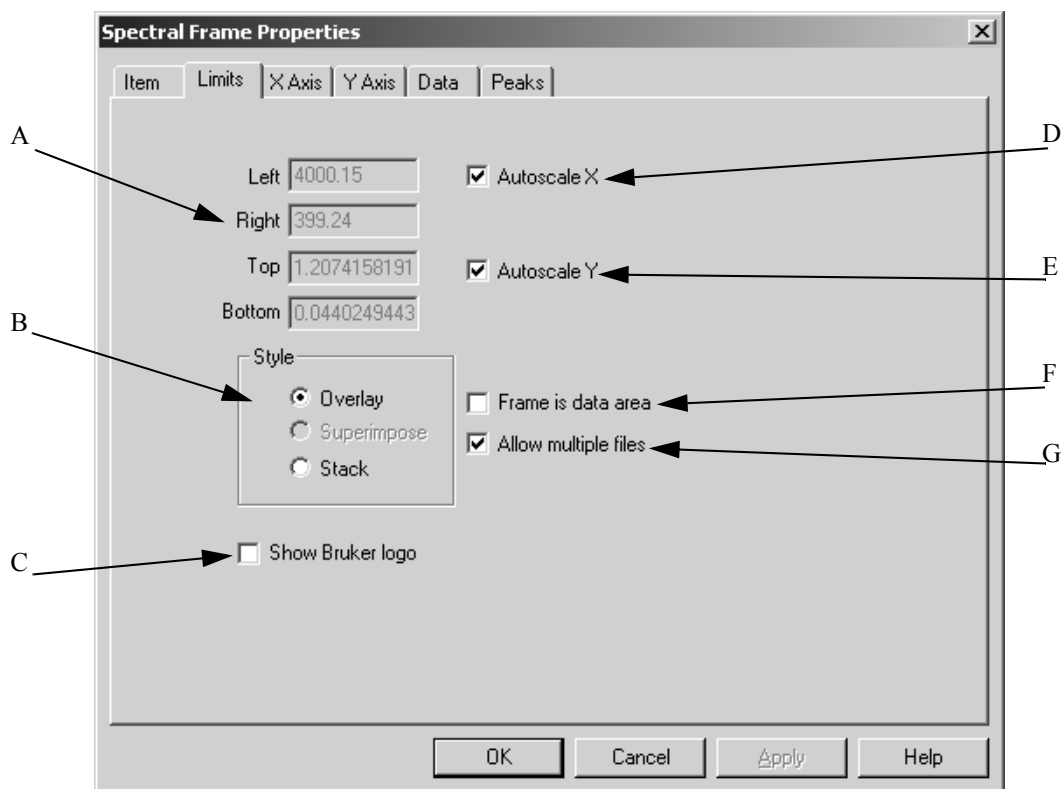 Spectral Frame Properties
Item Limits X Axis Y Axis Data Peaks
A
D
Left 4000.15 Autoscale X
Right 399.24
Top 1.2074158191 Autoscale Y
E
Bottom 0.0440249443
B
Style
F
Overlay Frame is data area
Superimpose Allow multiple files
G
Stack
C
Show Bruker logo
OK Cancel Apply Help